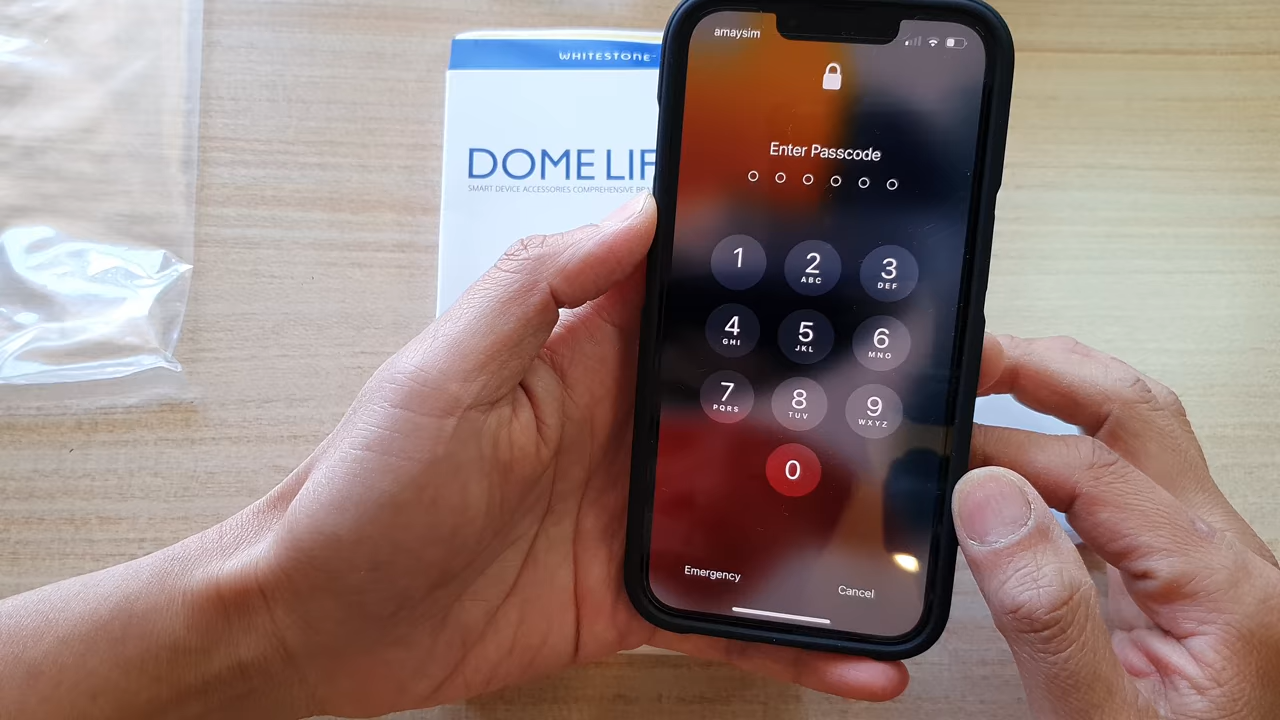 WHITESTONE
DOME LIF
SMART DEVICE ACCESSORIES COMPREHENSIVE
amaysim
Enter Passcode
1
2
ABC
3
DEF
4
GHI
5
JKL
6
MNO
7
PQRS
8
TUV
9
WXYZ
0
Emergency
Cancel